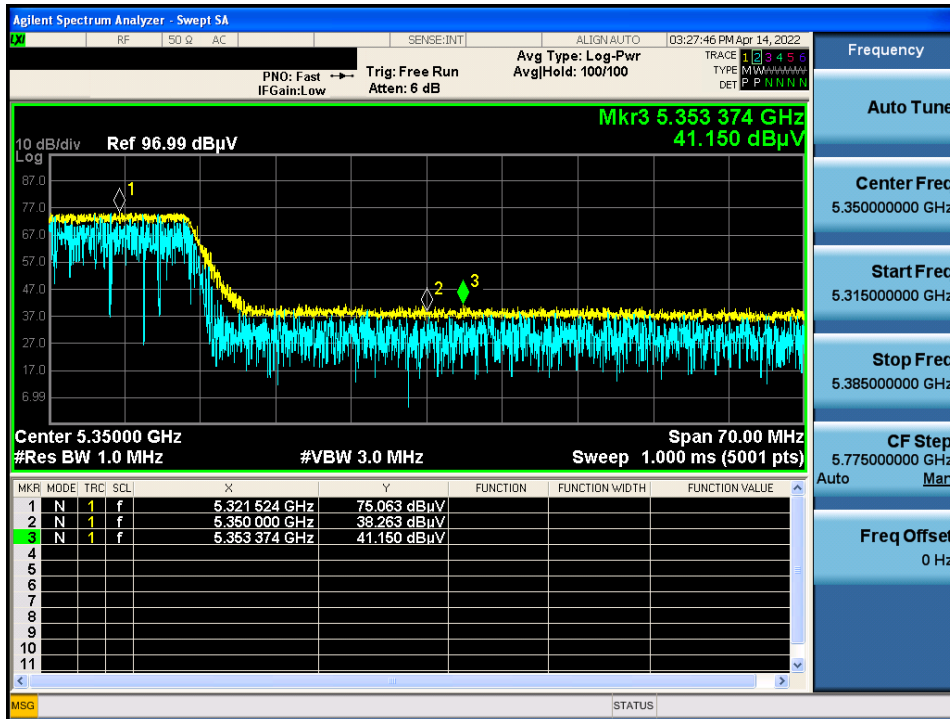 Agilent Spectrum Analyzer - Swept SA
LXI RF 50 Ω AC SENSE:INT ALIGN AUTO 03:27:46 PM Apr 14, 2022
PNO: Fast
IFGain:Low
Trig: Free Run
Atten: 6 dB
Avg Type: Log-Pwr
Avg|Hold: 100/100
TRACE 1 2 3 4 5 6
TYPE M W W W W W
DET P P N N N N
Mkr3 5.353 374 GHz
41.150 dBµV
10 dB/div Ref 96.99 dBµV
Log
87.0
77.0
67.0
57.0
47.0
37.0
27.0
17.0
6.99
1
2
3
Center 5.35000 GHz Span 70.00 MHz
#Res BW 1.0 MHz #VBW 3.0 MHz Sweep 1.000 ms (5001 pts)
MKR MODE TRC SCL X Y FUNCTION FUNCTION WIDTH FUNCTION VALUE
1 N 1 f 5.321 524 GHz 75.063 dBµV
2 N 1 f 5.350 000 GHz 38.263 dBµV
3 N 1 f 5.353 374 GHz 41.150 dBµV
4
5
6
7
8
9
10
11
MSG STATUS
Frequency
Auto Tune
Center Freq
5.350000000 GHz
Start Freq
5.315000000 GHz
Stop Freq
5.385000000 GHz
CF Step
5.775000000 GHz
Auto Man
Freq Offset
0 Hz